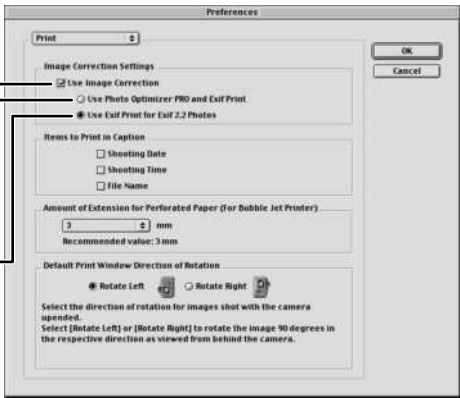 Preferences
Print
OK
Cancel
Image Correction Settings
Use Image Correction
Use Photo Optimizer PRO and Exif Print
Use Exif Print for Exif 2.2 Photos
Items to Print in Caption
Shooting Date
Shooting Time
File Name
Amount of Extension for Perforated Paper (For Bubble Jet Printer)
3 mm
Recommended value: 3 mm
Default Print Window Direction of Rotation
Rotate Left Rotate Right
Select the direction of rotation for images shot with the camera
upended.
Select [Rotate Left] or [Rotate Right] to rotate the image 90 degrees in
the respective direction as viewed from behind the camera.